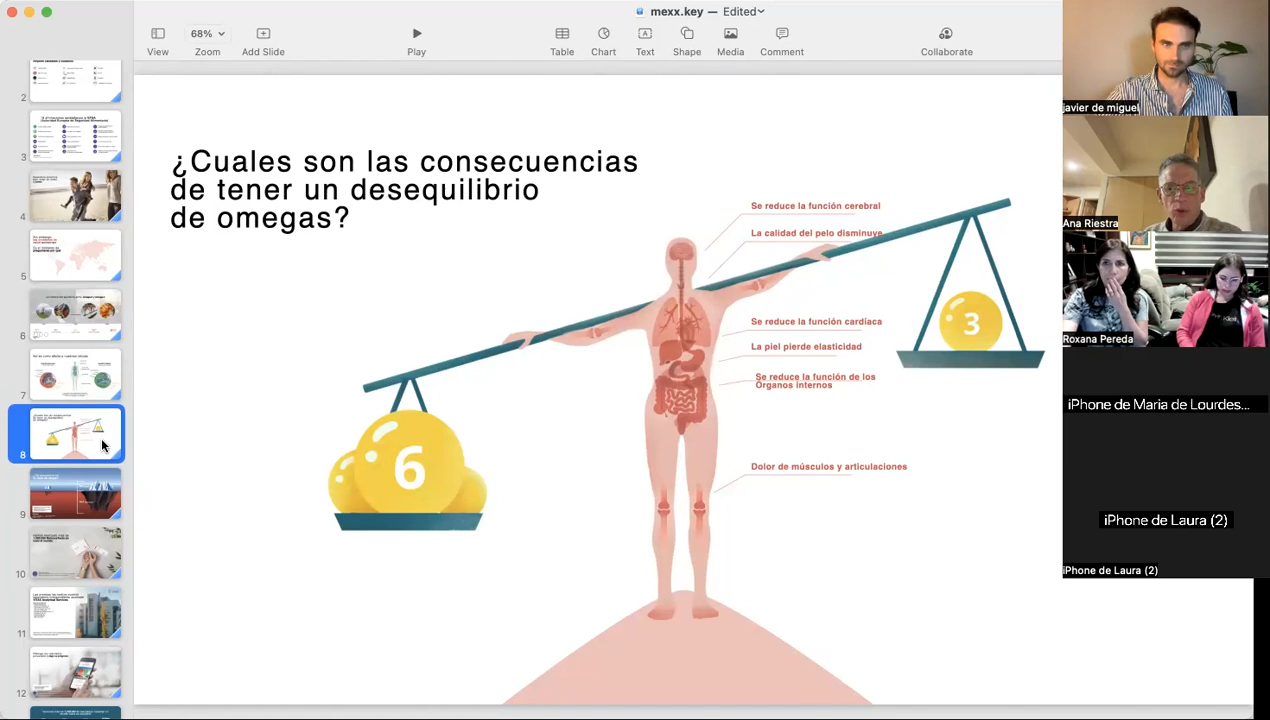 mexx.key — Edited
View
68%
Zoom
Add Slide
Play
Table
Chart
Text
Shape
Media
Comment
Collaborate
2
3
4
5
6
7
8
9
10
11
12
¿Cuales son las consecuencias
de tener un desequilibrio
de omegas?
Se reduce la función cerebral
La calidad del pelo disminuye
Se reduce la función cardíaca
La piel pierde elasticidad
Se reduce la función de los
Órganos internos
Dolor de músculos y articulaciones
6
3
javier de miguel
Ana Riestra
Roxana Pereda
iPhone de Maria de Lourdes...
iPhone de Laura (2)
iPhone de Laura (2)